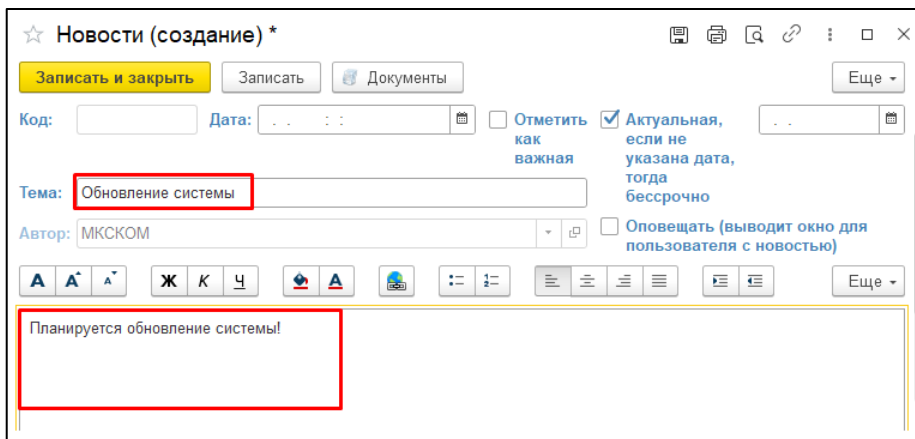 Новости (создание) *
Записать и закрыть Записать Документы Еще
Код: Дата: . . : : Отметить как важная Актуальная, если не указана дата, тогда бессрочно . .
Тема: Обновление системы
Автор: МКСКОМ Оповещать (выводит окно для пользователя с новостью)
А А А Ж К Ч А Еще
Планируется обновление системы!